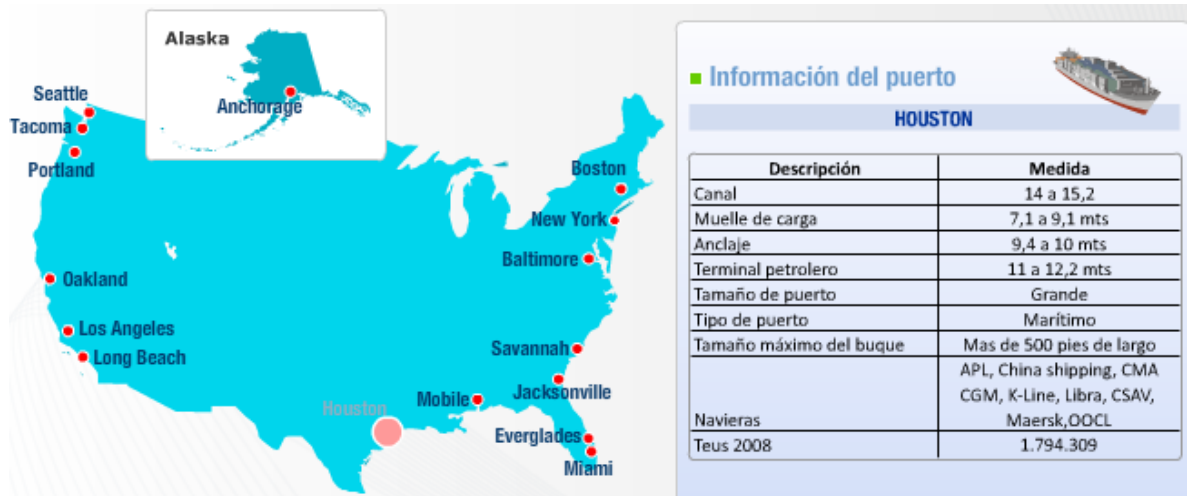 Alaska
Anchorage
Seattle
Tacoma
Portland
Oakland
Los Angeles
Long Beach
Houston
Boston
New York
Baltimore
Savannah
Jacksonville
Mobile
Everglades
Miami
Información del puerto
HOUSTON
Descripción Medida
Canal 14 a 15,2
Muelle de carga 7,1 a 9,1 mts
Anclaje 9,4 a 10 mts
Terminal petrolero 11 a 12,2 mts
Tamaño de puerto Grande
Tipo de puerto Marítimo
Tamaño máximo del buque Mas de 500 pies de largo
APL, China shipping, CMA
CGM, K-Line, Libra, CSAV,
Navieras Maersk,OOCL
Teus 2008 1.794.309